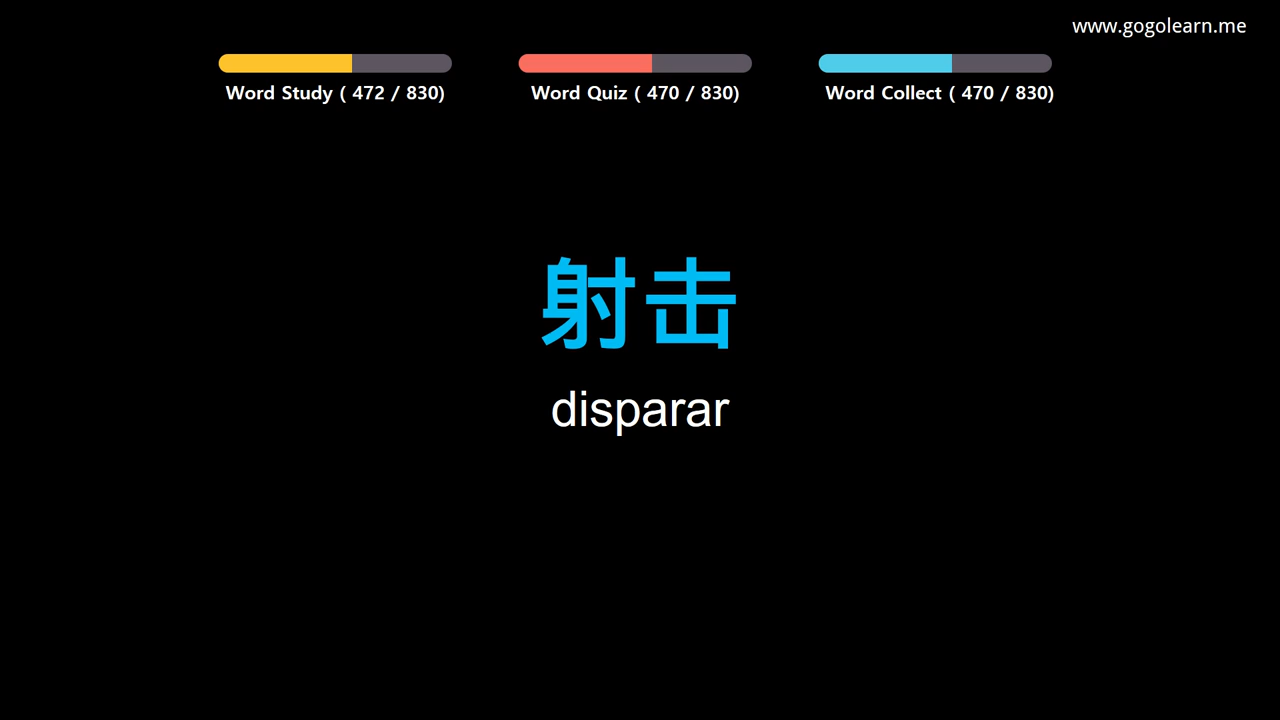 www.gogolearn.me
Word Study ( 472 / 830)
Word Quiz ( 470 / 830)
Word Collect ( 470 / 830)
射击
disparar